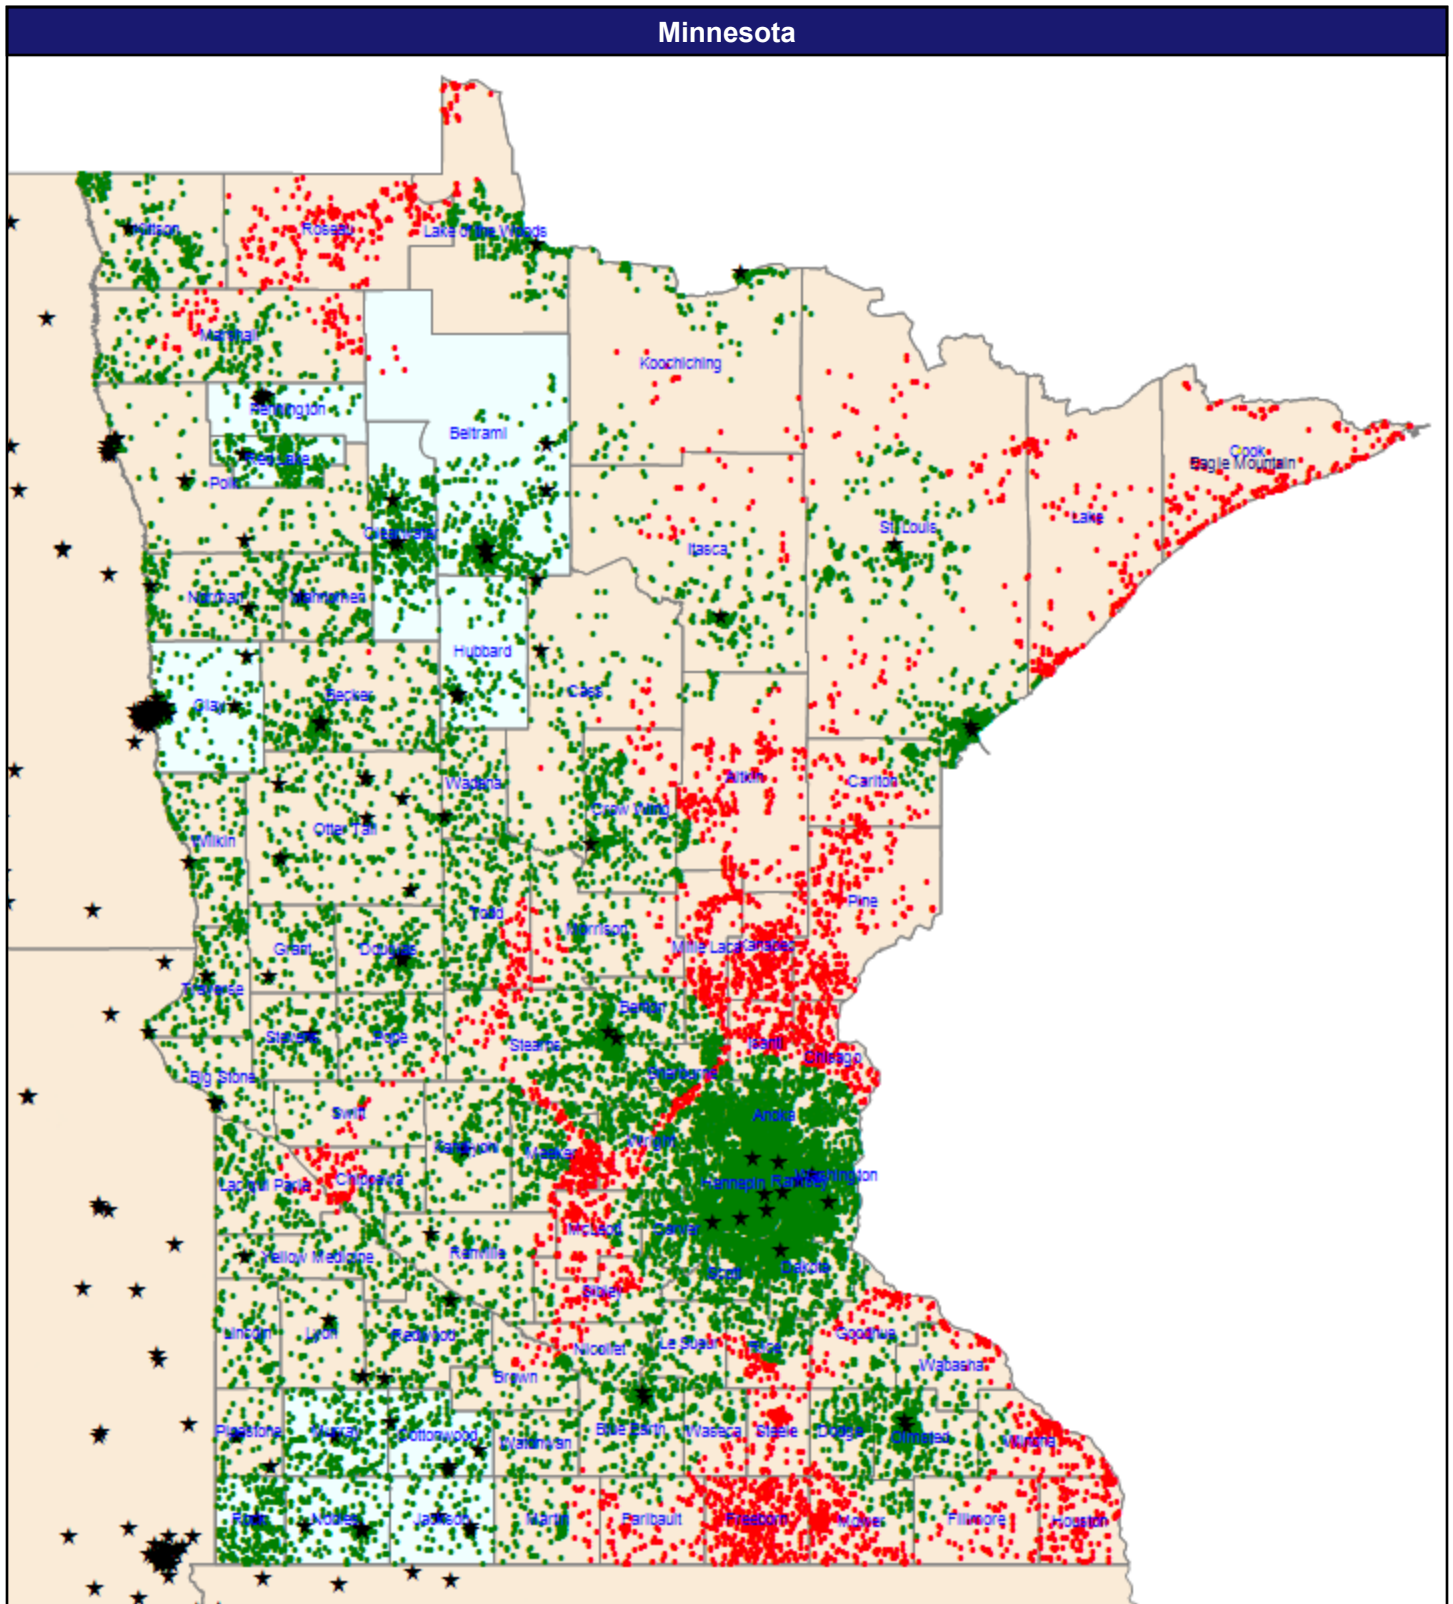 Minnesota
Kittson
Roseau
Lake of the Woods
Marshall
Koochiching
Pennington
Beltrami
Red Lake
Polk
Cook
Eagle Mountain
Clearwater
St. Louis
Lake
Itasca
Norman
Mahnomen
Hubbard
Clay
Becker
Cass
Wadena
Aitkin
Carlton
Otter Tail
Crow Wing
Wilkin
Todd
Pine
Grant
Douglas
Morrison
Mille Lacs
Kanabec
Traverse
Benton
Stevens
Pope
Stearns
Isanti
Chisago
Big Stone
Sherburne
Swift
Anoka
Kandiyohi
Meeker
Wright
Lac qui Parle
Chippewa
Hennepin
Ramsey
Washington
McLeod
Carver
Yellow Medicine
Renville
Scott
Dakota
Sibley
Lincoln
Lyon
Redwood
Nicollet
Le Sueur
Rice
Goodhue
Wabasha
Brown
Pipestone
Murray
Cottonwood
Watonwan
Blue Earth
Waseca
Steele
Dodge
Olmsted
Winona
Rock
Nobles
Jackson
Martin
Faribault
Freeborn
Mower
Fillmore
Houston